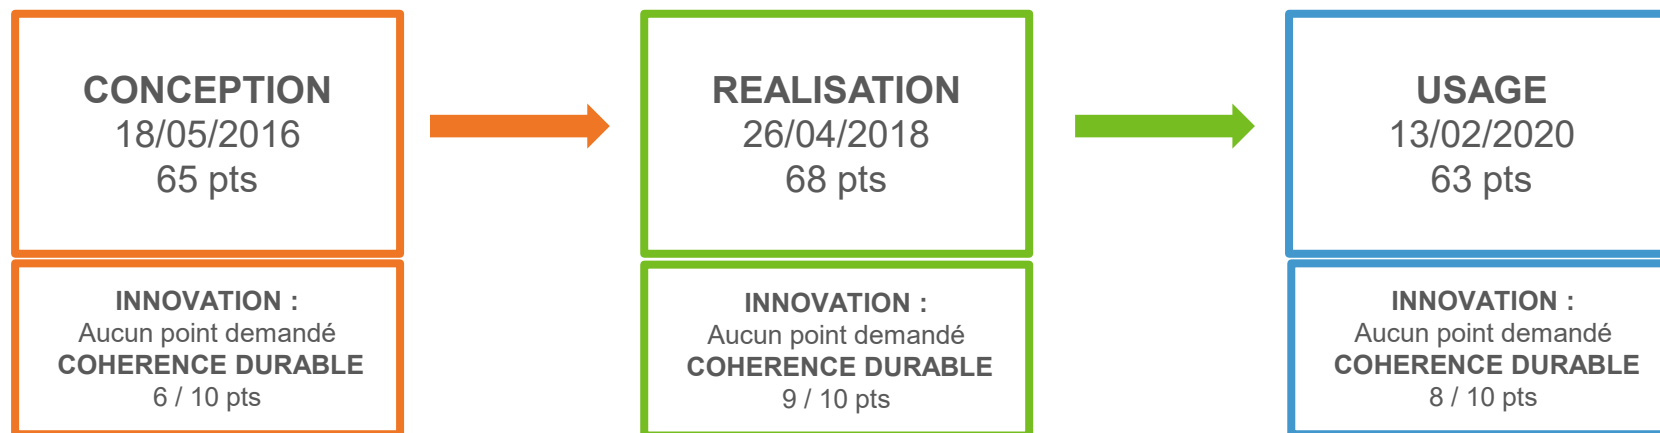 CONCEPTION
18/05/2016
65 pts
INNOVATION :
Aucun point demandé
COHERENCE DURABLE
6 / 10 pts
REALISATION
26/04/2018
68 pts
INNOVATION :
Aucun point demandé
COHERENCE DURABLE
9 / 10 pts
USAGE
13/02/2020
63 pts
INNOVATION :
Aucun point demandé
COHERENCE DURABLE
8 / 10 pts